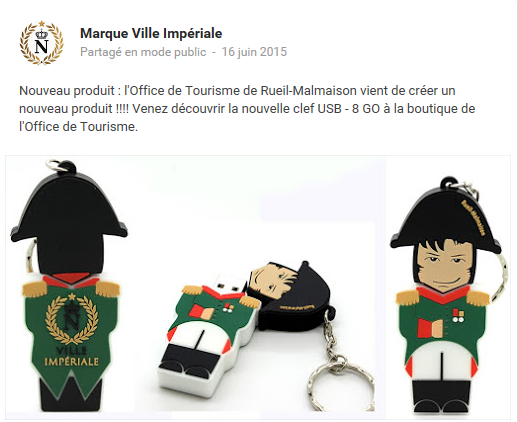 N
Marque Ville Impériale
Partagé en mode public - 16 juin 2015
Nouveau produit : l'Office de Tourisme de Rueil-Malmaison vient de créer un
nouveau produit !!!! Venez découvrir la nouvelle clef USB - 8 GO à la boutique de
l'Office de Tourisme.
N
VILLE
IMPÉRIALE
Rueil-Malmaison